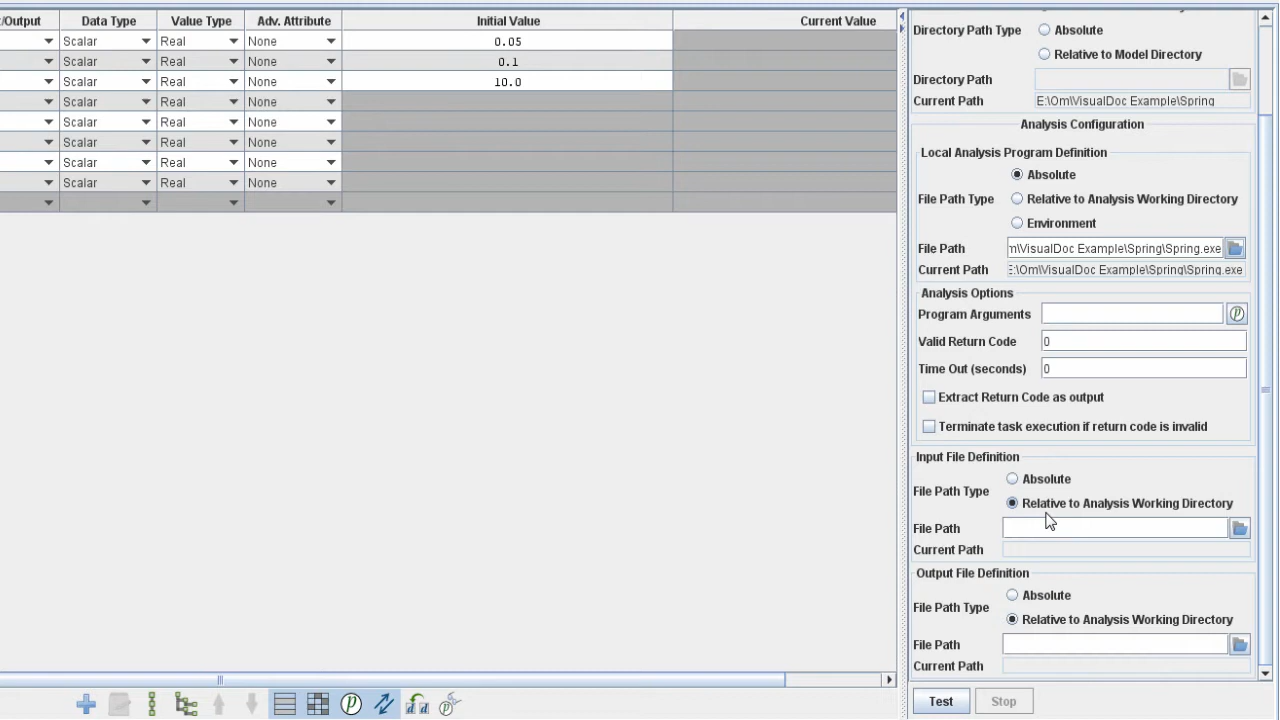 /Output Data Type Value Type Adv. Attribute Initial Value Current Value
Scalar Real None 0.05
Scalar Real None 0.1
Scalar Real None 10.0
Scalar Real None
Scalar Real None
Scalar Real None
Scalar Real None
Scalar Real None
Directory Path Type Absolute
Relative to Model Directory
Directory Path
Current Path E:\Om\VisualDoc Example\Spring
Analysis Configuration
Local Analysis Program Definition
Absolute
File Path Type Relative to Analysis Working Directory
Environment
File Path m\VisualDoc Example\Spring\Spring.exe
Current Path E:\Om\VisualDoc Example\Spring\Spring.exe
Analysis Options
Program Arguments p
Valid Return Code 0
Time Out (seconds) 0
Extract Return Code as output
Terminate task execution if return code is invalid
Input File Definition
Absolute
File Path Type
Relative to Analysis Working Directory
File Path
Current Path
Output File Definition
Absolute
File Path Type
Relative to Analysis Working Directory
File Path
Current Path
Test Stop